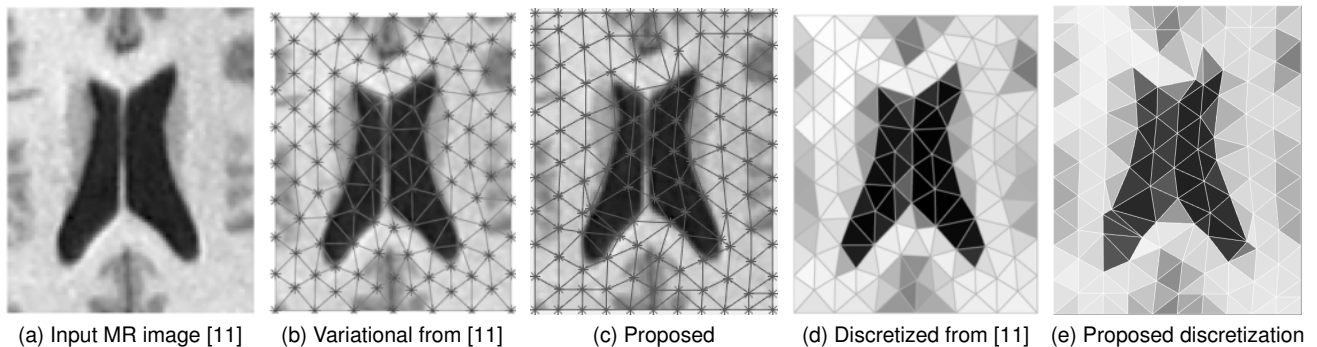 (a) Input MR image [11]
(b) Variational from [11]
(c) Proposed
(d) Discretized from [11]
(e) Proposed discretization